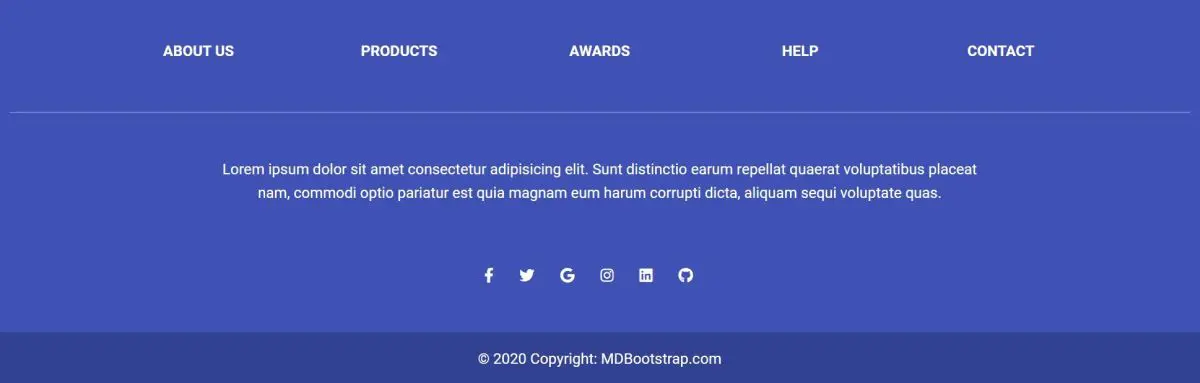 ABOUT US PRODUCTS AWARDS HELP CONTACT
Lorem ipsum dolor sit amet consectetur adipisicing elit. Sunt distinctio earum repellat quaerat voluptatibus placeat
nam, commodi optio pariatur est quia magnam eum harum corrupti dicta, aliquam sequi voluptate quas.
© 2020 Copyright: MDBootstrap.com